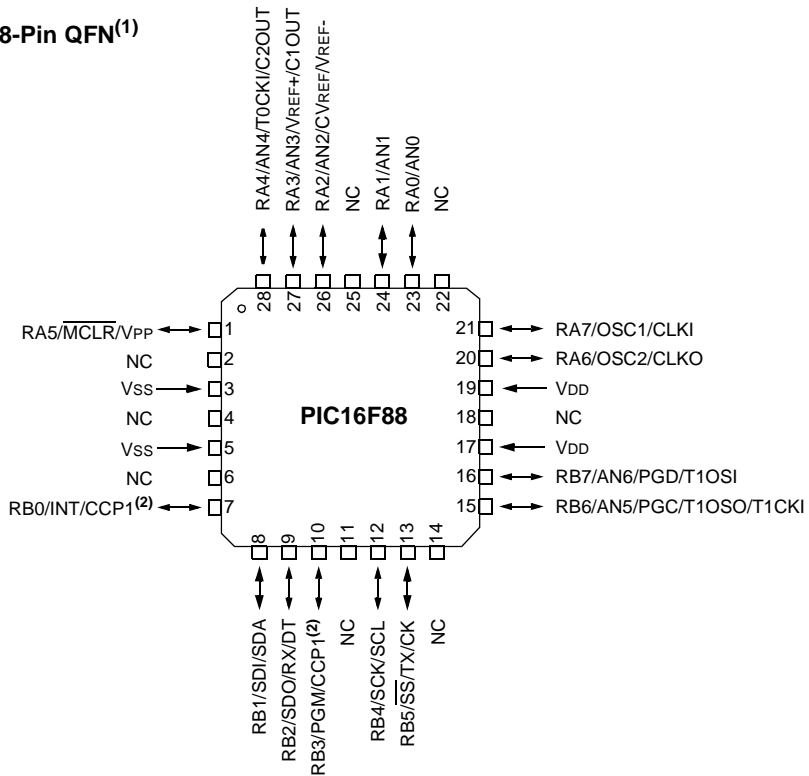 8-Pin QFN(1)
RA4/AN4/T0CKI/C2OUT
RA3/AN3/VREF+/C1OUT
RA2/AN2/CVREF/VREF-
NC
RA1/AN1
RA0/AN0
NC
28
27
26
25
24
23
22
RA5/MCLR/VPP 1
NC 2
VSS 3
NC 4
VSS 5
NC 6
RB0/INT/CCP1(2) 7
PIC16F88
21 RA7/OSC1/CLKI
20 RA6/OSC2/CLKO
19 VDD
18 NC
17 VDD
16 RB7/AN6/PGD/T1OSI
15 RB6/AN5/PGC/T1OSO/T1CKI
8
9
10
11
12
13
14
RB1/SDI/SDA
RB2/SDO/RX/DT
RB3/PGM/CCP1(2)
NC
RB4/SCK/SCL
RB5/SS/TX/CK
NC